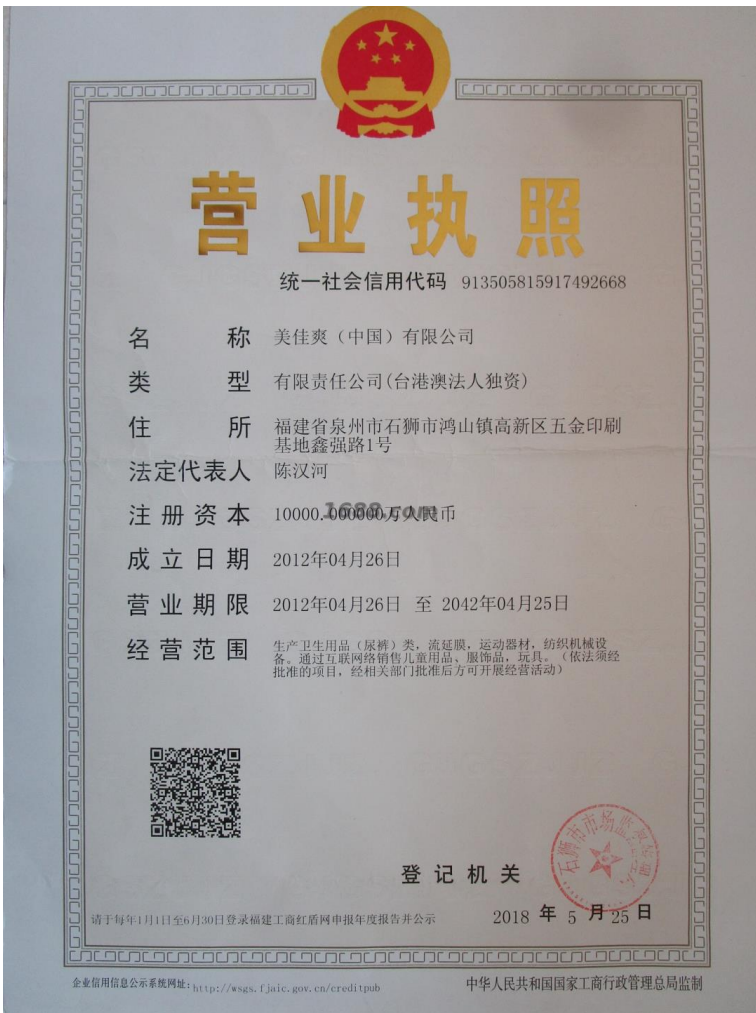 营业执照
统一社会信用代码 913505815917492668
名称 美佳爽（中国）有限公司
类型 有限责任公司(台港澳法人独资)
住所 福建省泉州市石狮市鸿山镇高新区五金印刷
基地鑫强路1号
法定代表人 陈汉河
注册资本 10000.000000万人民币
1688.com
成立日期 2012年04月26日
营业期限 2012年04月26日 至 2042年04月25日
经营范围 生产卫生用品（尿裤）类，流延膜，运动器材，纺织机械设
备。通过互联网络销售儿童用品、服饰品，玩具。（依法须经
批准的项目，经相关部门批准后方可开展经营活动）
石狮市市场监
登记机关
2018 年 5 月 25 日
请于每年1月1日至6月30日登录福建工商红盾网申报年度报告并公示
企业信用信息公示系统网址：http://wsgs.fjaic.gov.cn/creditpub
中华人民共和国国家工商行政管理总局监制